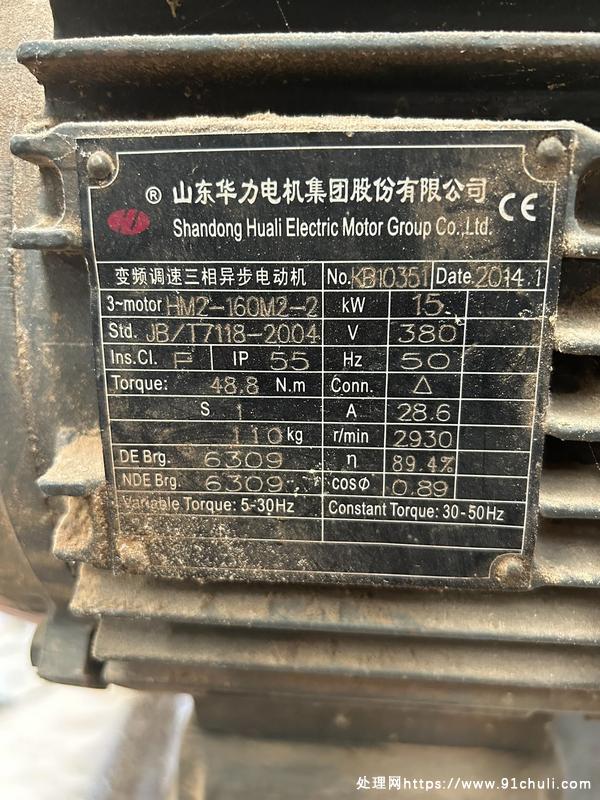 ® 山东华力电机集团股份有限公司 CE
Shandong Huali Electric Motor Group Co.,Ltd.
变频调速三相异步电动机 No.KB10351 Date.2014.1
3~motor HM2-160M2-2 kW 15
Std. JB/T7118-2004 V 380
Ins.Cl. F IP 55 Hz 50
Torque: 48.8 N.m Conn. △
S 1 A 28.6
110 kg r/min 2930
DE Brg. 6309 η 89.4%
NDE Brg. 6309 cosΦ 0.89
Variable Torque: 5-30Hz Constant Torque: 30-50Hz
处理网https://www.91chuli.com